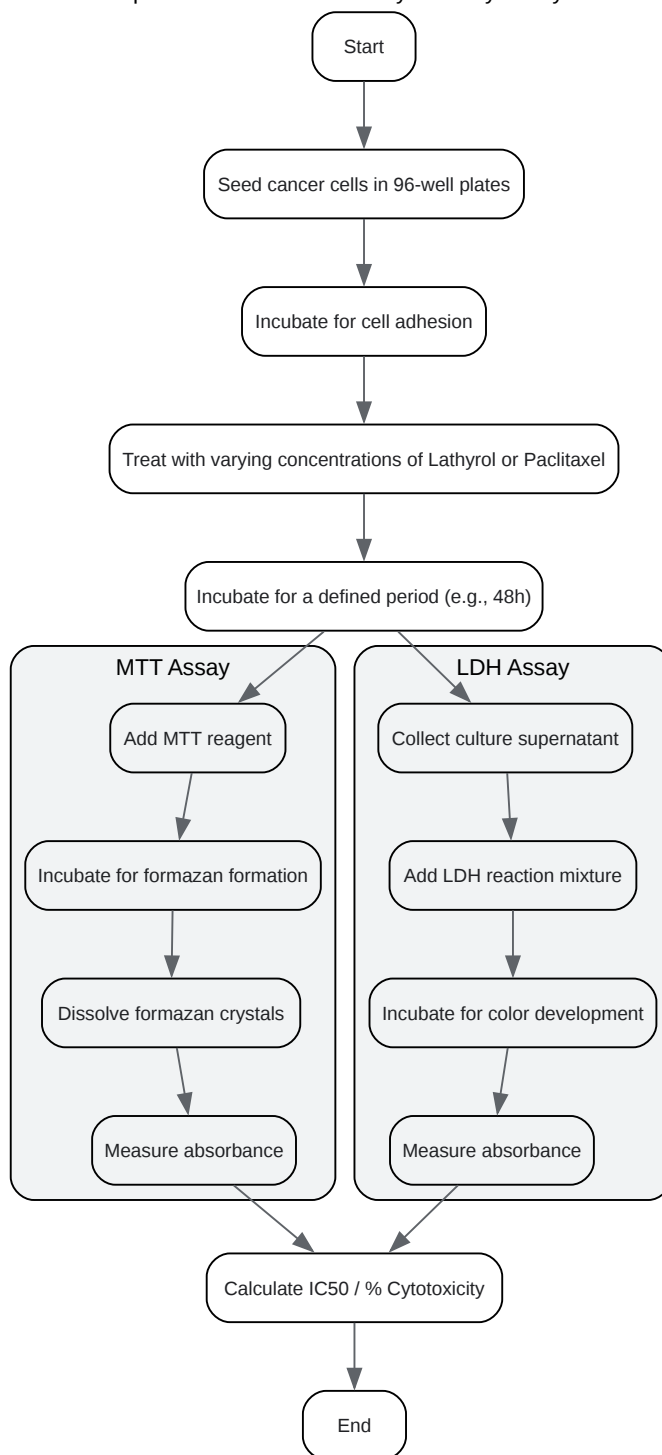 Start
Seed cancer cells in 96-well plates
Incubate for cell adhesion
Treat with varying concentrations of Lathyrol or Paclitaxel
Incubate for a defined period (e.g., 48h)
MTT Assay
Add MTT reagent
Incubate for formazan formation
Dissolve formazan crystals
Measure absorbance
LDH Assay
Collect culture supernatant
Add LDH reaction mixture
Incubate for color development
Measure absorbance
Calculate IC50 / % Cytotoxicity
End